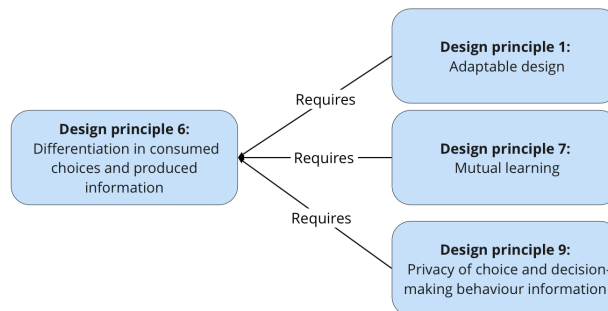 Design principle 1:
Adaptable design
Requires
Design principle 6:
Differentiation in consumed
choices and produced
information
Requires
Design principle 7:
Mutual learning
Requires
Design principle 9:
Privacy of choice and decision-
making behaviour information